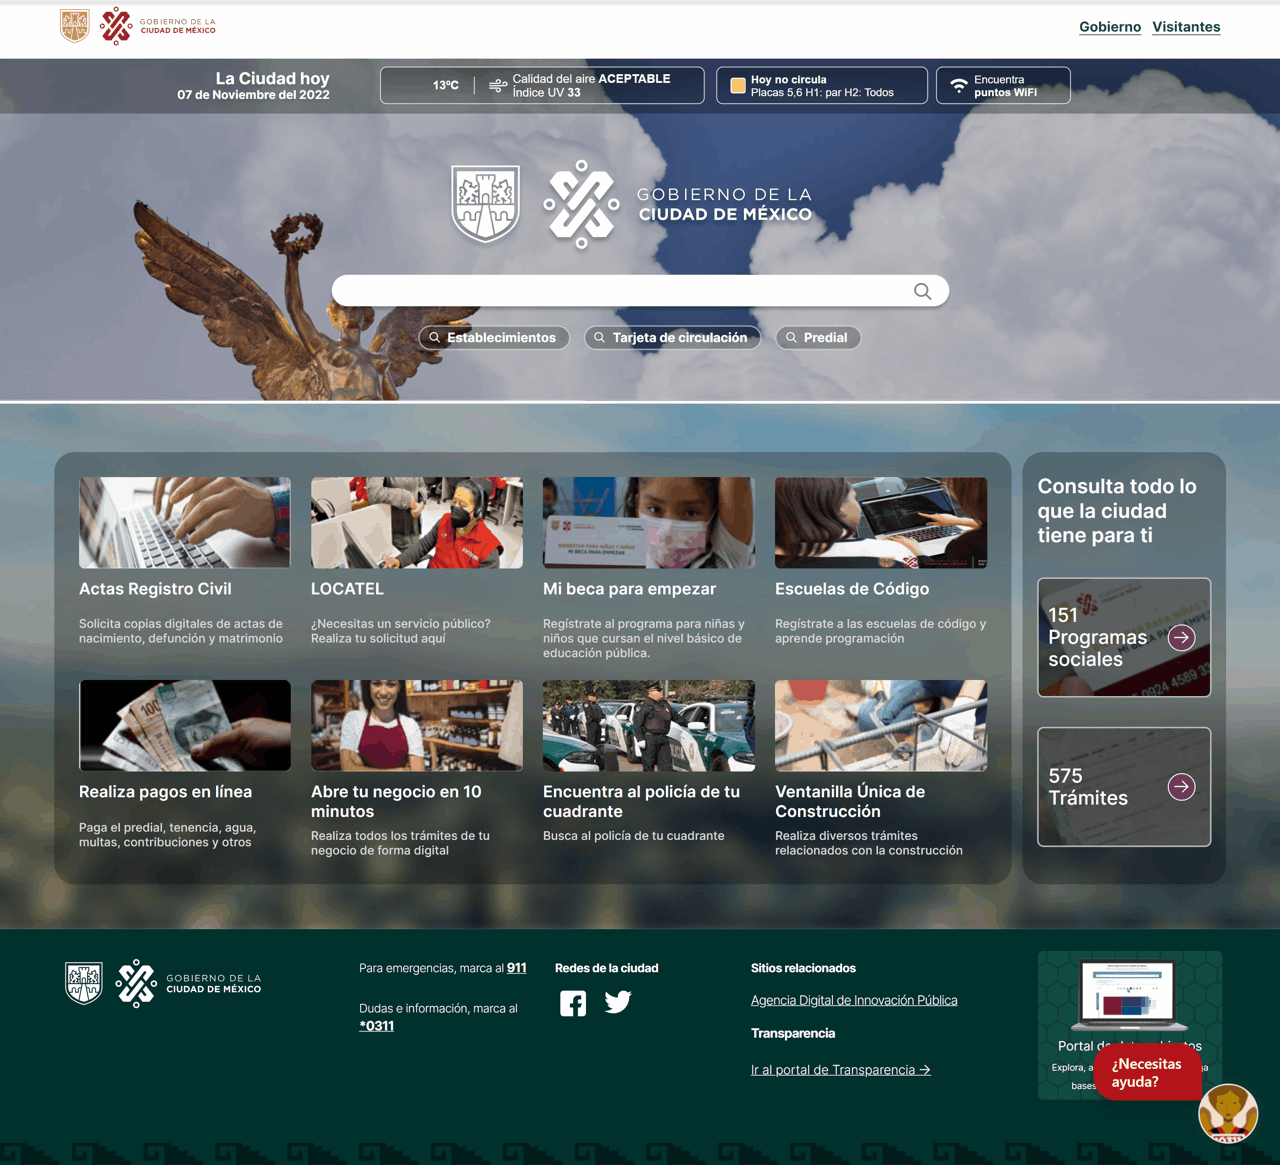 GOBIERNO DE LA
CIUDAD DE MÉXICO
Gobierno Visitantes
La Ciudad hoy
07 de Noviembre del 2022
13ºC
Calidad del aire ACEPTABLE
Índice UV 33
Hoy no circula
Placas 5,6 H1: par H2: Todos
Encuentra
puntos WiFi
GOBIERNO DE LA
CIUDAD DE MÉXICO
Establecimientos
Tarjeta de circulación
Predial
Actas Registro Civil
Solicita copias digitales de actas de
nacimiento, defunción y matrimonio
LOCATEL
¿Necesitas un servicio público?
Realiza tu solicitud aquí
MI BECA PARA EMPEZAR
Mi beca para empezar
Regístrate al programa para niñas y
niños que cursan el nivel básico de
educación pública.
Escuelas de Código
Regístrate a las escuelas de código y
aprende programación
Realiza pagos en línea
Paga el predial, tenencia, agua,
multas, contribuciones y otros
Abre tu negocio en 10
minutos
Realiza todos los trámites de tu
negocio de forma digital
Encuentra al policía de tu
cuadrante
Busca al policía de tu cuadrante
Ventanilla Única de
Construcción
Realiza diversos trámites
relacionados con la construcción
Consulta todo lo
que la ciudad
tiene para ti
151
Programas
sociales
0924 4589 33
575
Trámites
GOBIERNO DE LA
CIUDAD DE MÉXICO
Para emergencias, marca al 911
Dudas e información, marca al
*0311
Redes de la ciudad
Sitios relacionados
Agencia Digital de Innovación Pública
Transparencia
Ir al portal de Transparencia →
Portal
Explora,
bases
¿Necesitas
ayuda?